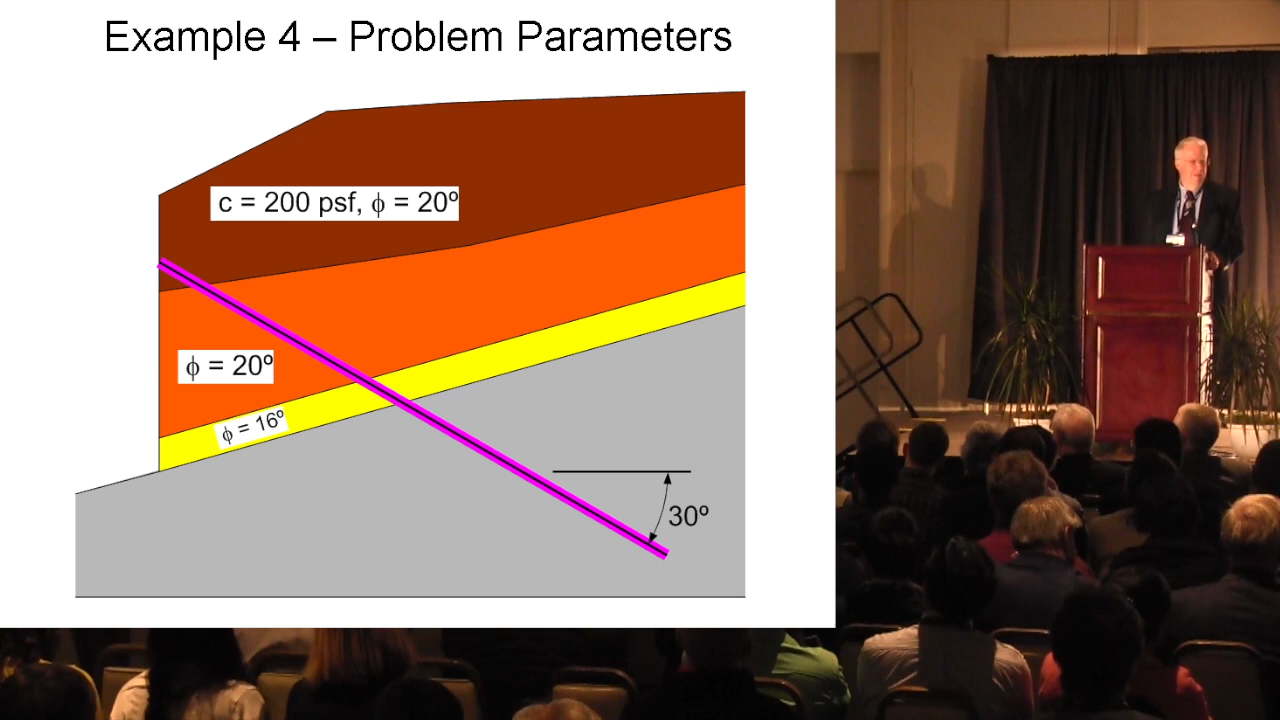 Example 4 – Problem Parameters
c = 200 psf, ϕ = 20º
ϕ = 20º
ϕ = 16º
30º